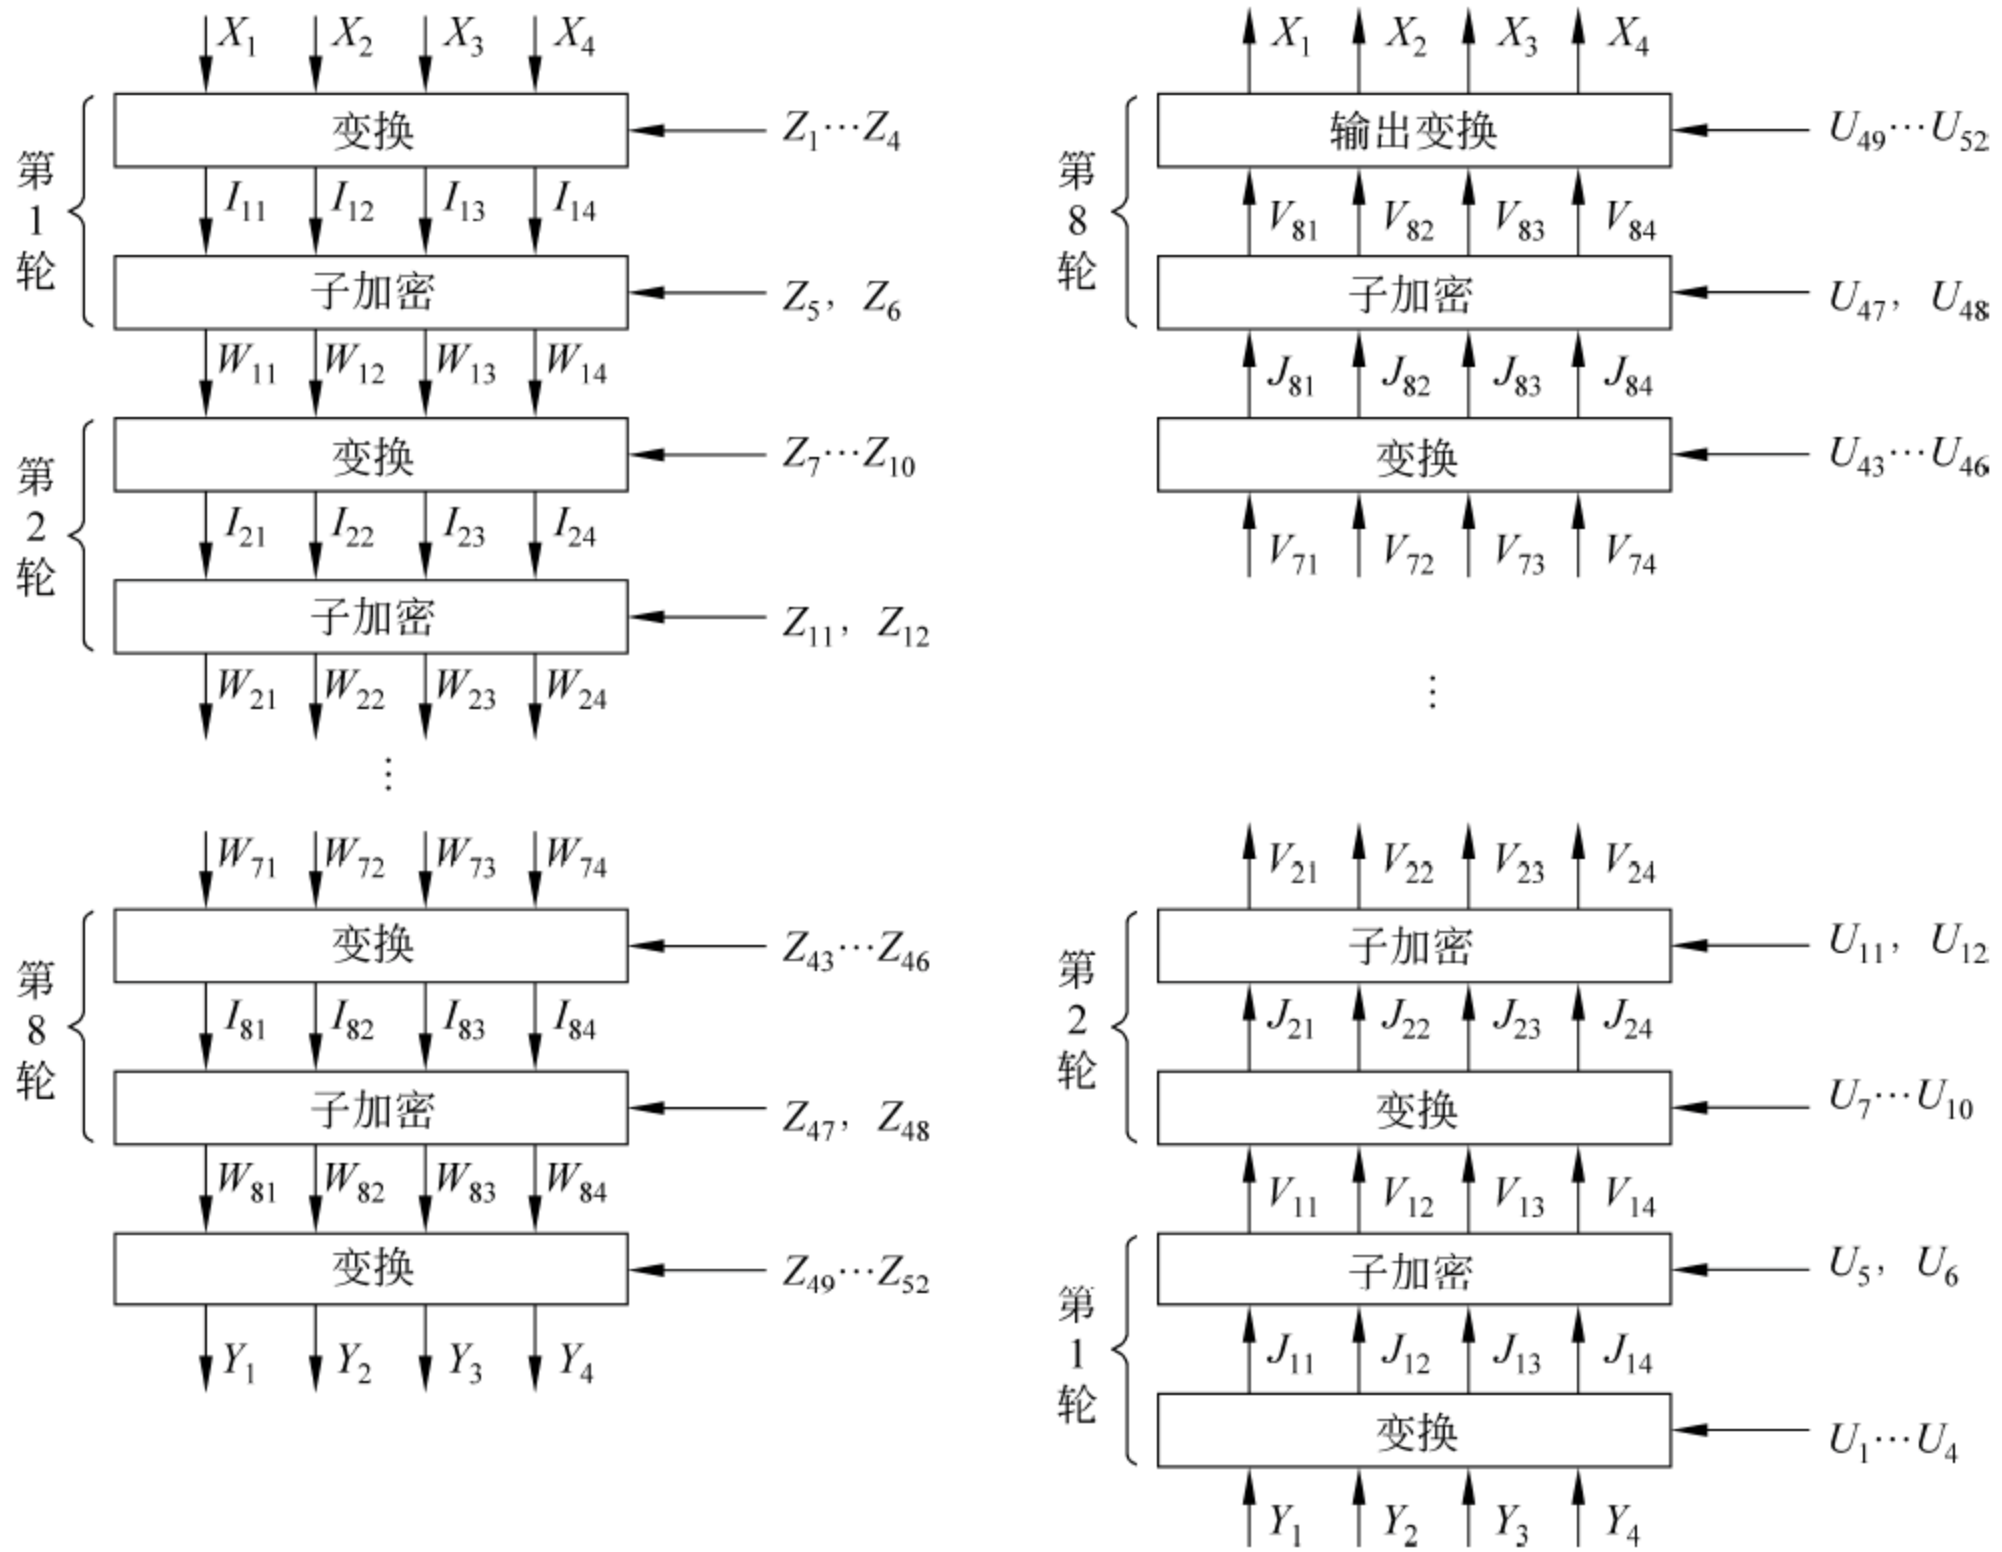 X1 X2 X3 X4
变换
Z1…Z4
第1轮
I11 I12 I13 I14
子加密
Z5, Z6
W11 W12 W13 W14
变换
Z7…Z10
第2轮
I21 I22 I23 I24
子加密
Z11, Z12
W21 W22 W23 W24
⋮
W71 W72 W73 W74
变换
Z43…Z46
第8轮
I81 I82 I83 I84
子加密
Z47, Z48
W81 W82 W83 W84
变换
Z49…Z52
Y1 Y2 Y3 Y4
X1 X2 X3 X4
输出变换
U49…U52
第8轮
V81 V82 V83 V84
子加密
U47, U48
J81 J82 J83 J84
变换
U43…U46
V71 V72 V73 V74
⋮
V21 V22 V23 V24
子加密
U11, U12
第2轮
J21 J22 J23 J24
变换
U7…U10
V11 V12 V13 V14
子加密
U5, U6
第1轮
J11 J12 J13 J14
变换
U1…U4
Y1 Y2 Y3 Y4